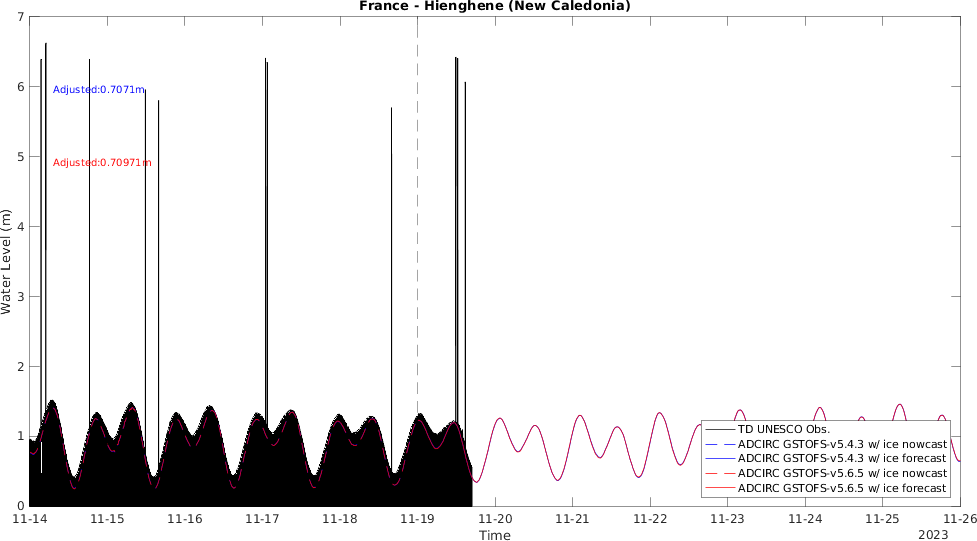 France - Hienghene (New Caledonia)
7
6
5
4
3
2
1
0
Water Level (m)
Adjusted:0.7071m
Adjusted:0.70971m
TD UNESCO Obs.
ADCIRC GSTOFS-v5.4.3 w/ ice nowcast
ADCIRC GSTOFS-v5.4.3 w/ ice forecast
ADCIRC GSTOFS-v5.6.5 w/ ice nowcast
ADCIRC GSTOFS-v5.6.5 w/ ice forecast
11-14 11-15 11-16 11-17 11-18 11-19 11-20 11-21 11-22 11-23 11-24 11-25 11-26
Time
2023